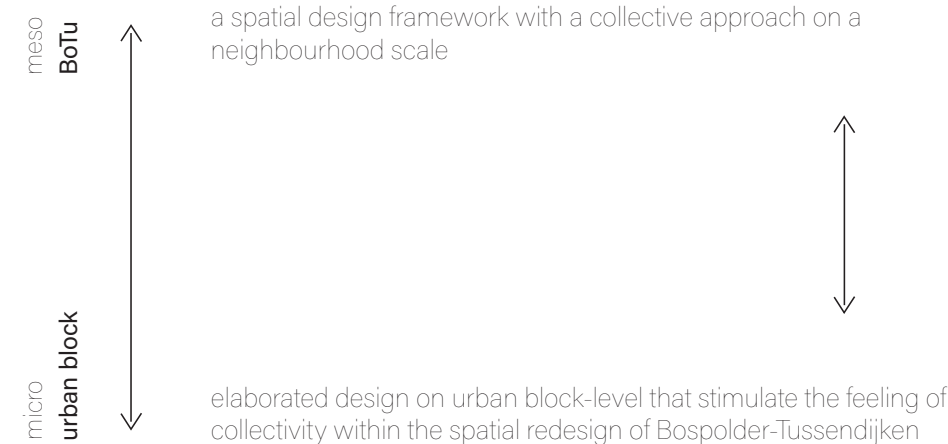 meso
BoTu
a spatial design framework with a collective approach on a
neighbourhood scale
micro
urban block
elaborated design on urban block-level that stimulate the feeling of
collectivity within the spatial redesign of Bospolder-Tussendijken